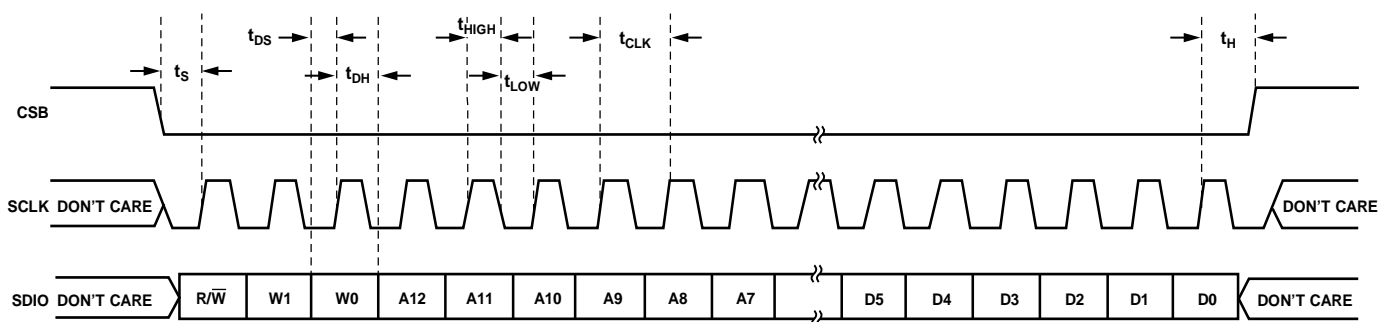 tDS
tHIGH
tCLK
tH
tS
tDH
tLOW
CSB
SCLK DON'T CARE
DON'T CARE
SDIO DON'T CARE R/W̅ W1 W0 A12 A11 A10 A9 A8 A7 D5 D4 D3 D2 D1 D0 DON'T CARE